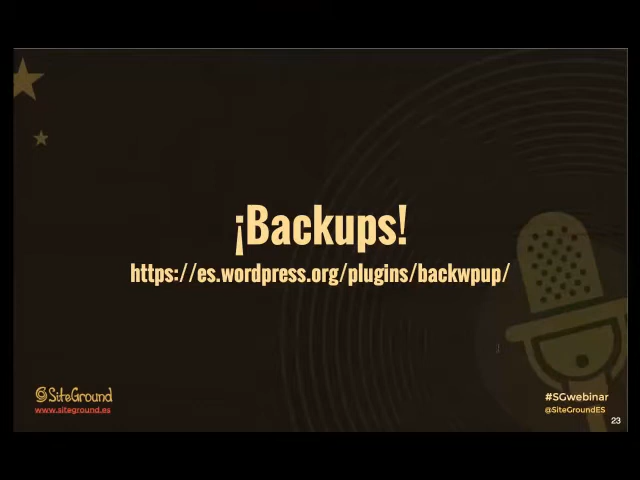 ¡Backups!
https://es.wordpress.org/plugins/backwpup/
SiteGround
www.siteground.es
#SGwebinar
@SiteGroundES
23